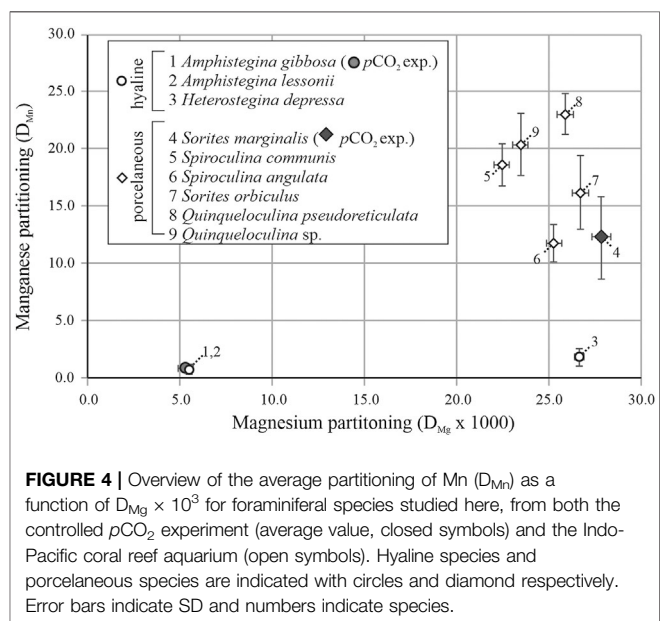 30.0
25.0
20.0
15.0
10.0
5.0
0.0
Manganese partitioning (D_Mn)
hyaline
1 Amphistegina gibbosa ( pCO₂ exp.)
2 Amphistegina lessonii
3 Heterostegina depressa
porcelaneous
4 Sorites marginalis ( pCO₂ exp.)
5 Spiroculina communis
6 Spiroculina angulata
7 Sorites orbiculus
8 Quinqueloculina pseudoreticulata
9 Quinqueloculina sp.
8
9
5
7
6
4
3
1,2
0.0 5.0 10.0 15.0 20.0 25.0 30.0
Magnesium partitoning (D_Mg x 1000)
FIGURE 4 | Overview of the average partitioning of Mn (D_Mn) as a
function of D_Mg × 10³ for foraminiferal species studied here, from both the
controlled pCO₂ experiment (average value, closed symbols) and the Indo-
Pacific coral reef aquarium (open symbols). Hyaline species and
porcelaneous species are indicated with circles and diamond respectively.
Error bars indicate SD and numbers indicate species.